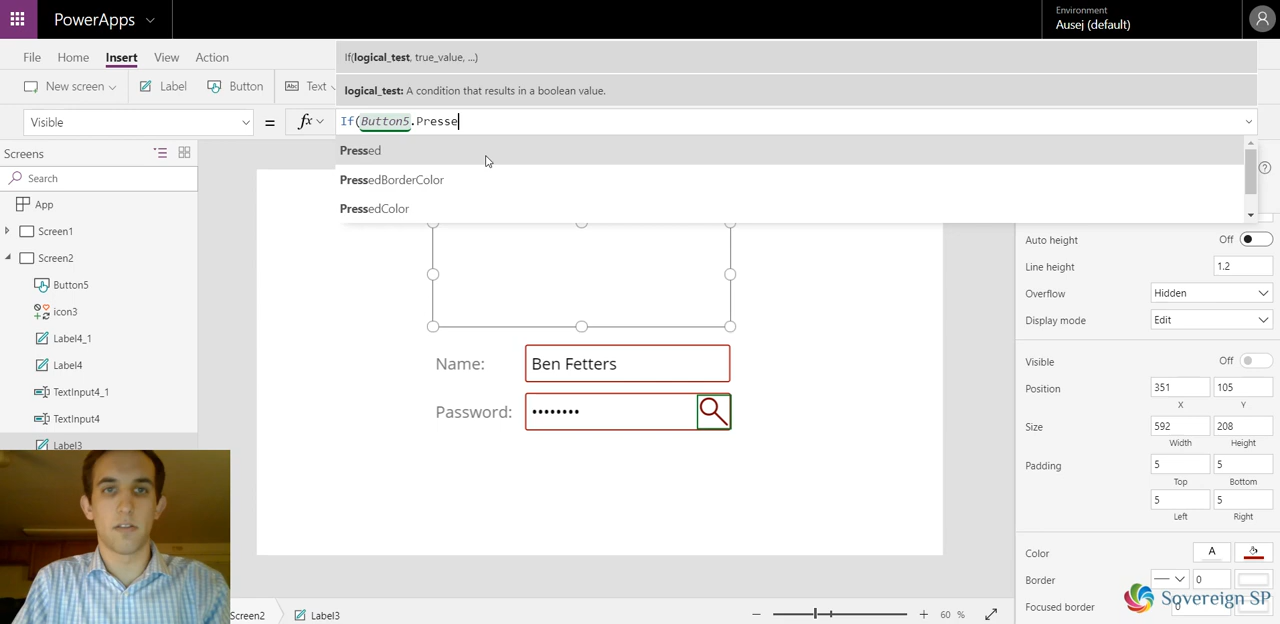 PowerApps
Environment
Ausej (default)
File Home Insert View Action
If(logical_test, true_value, ...)
New screen Label Button Text
logical_test: A condition that results in a boolean value.
Visible = fx If(Button5.Presse
Screens
Pressed
Search
PressedBorderColor
App
PressedColor
Screen1
Auto height Off
Screen2
Line height 1.2
Button5
Overflow Hidden
icon3
Display mode Edit
Label4_1
Name: Ben Fetters
Visible Off
Label4
Position 351 105
TextInput4_1
X Y
Password: ••••••••
TextInput4
Size 592 208
Width Height
Label3
Padding 5 5
Top Bottom
5 5
Left Right
Color A
Border 0
Sovereign SP
Focused border 0
Screen2 Label3 60 %